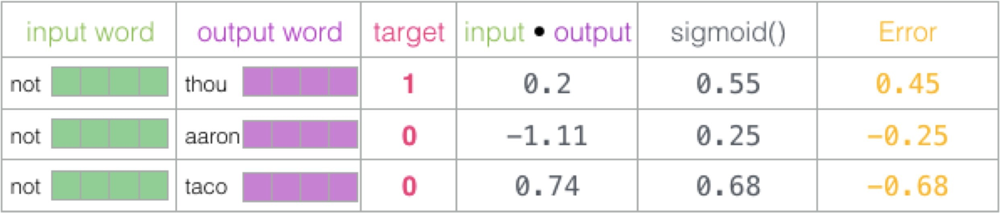 input word output word target input • output sigmoid() Error
not thou 1 0.2 0.55 0.45
not aaron 0 -1.11 0.25 -0.25
not taco 0 0.74 0.68 -0.68